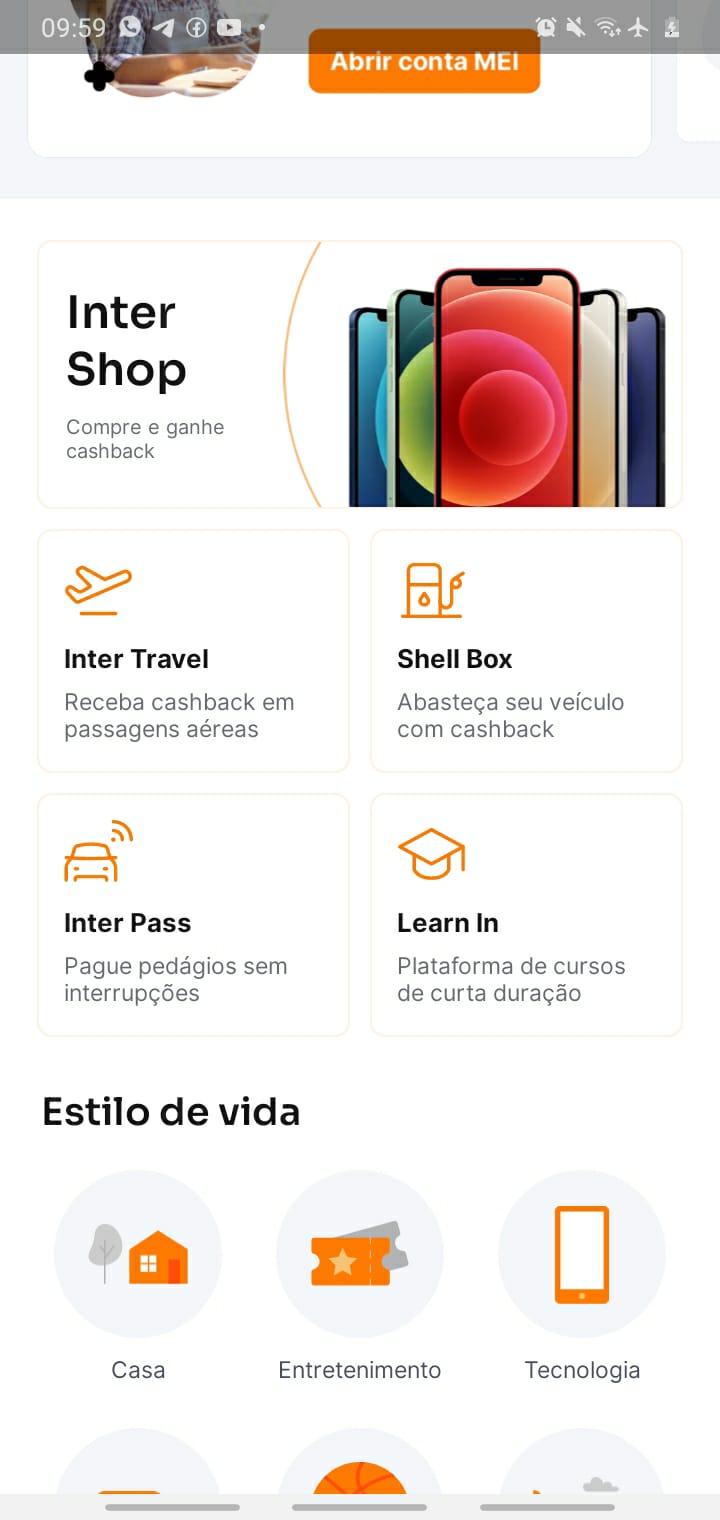 09:59
Abrir conta MEI
Inter
Shop
Compre e ganhe
cashback
Inter Travel
Receba cashback em
passagens aéreas
Shell Box
Abasteça seu veículo
com cashback
Inter Pass
Pague pedágios sem
interrupções
Learn In
Plataforma de cursos
de curta duração
Estilo de vida
Casa
Entretenimento
Tecnologia